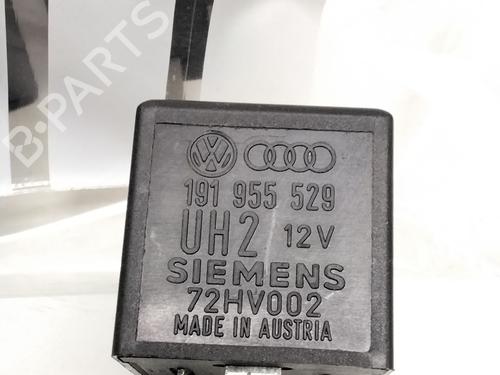 B-PARTS
191 955 529
UH2 12V
SIEMENS
72HV002
MADE IN AUSTRIA